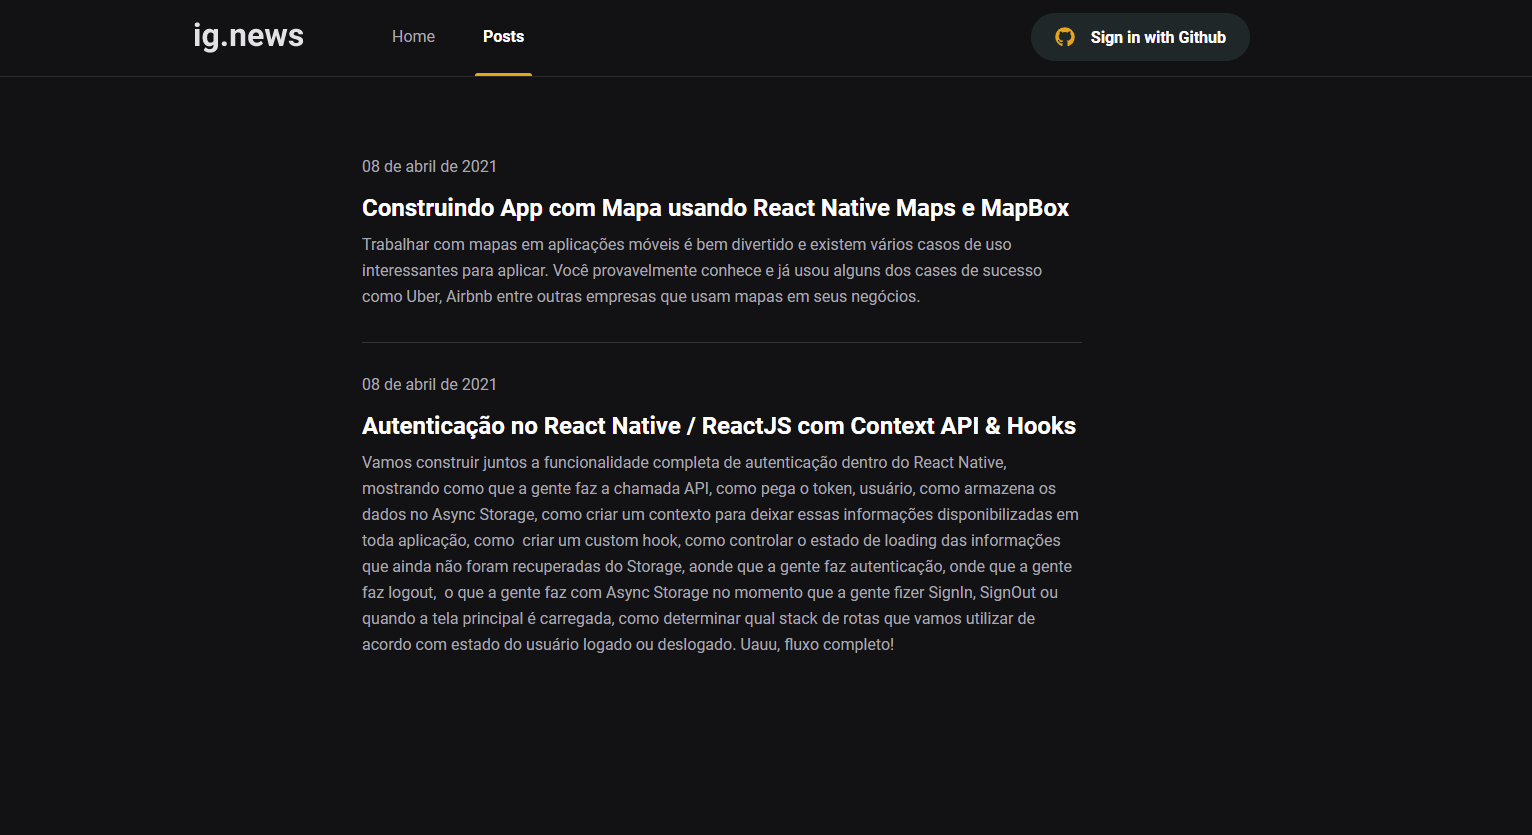 ig.news
Home
Posts
Sign in with Github
08 de abril de 2021
Construindo App com Mapa usando React Native Maps e MapBox
Trabalhar com mapas em aplicações móveis é bem divertido e existem vários casos de uso
interessantes para aplicar. Você provavelmente conhece e já usou alguns dos cases de sucesso
como Uber, Airbnb entre outras empresas que usam mapas em seus negócios.
08 de abril de 2021
Autenticação no React Native / ReactJS com Context API & Hooks
Vamos construir juntos a funcionalidade completa de autenticação dentro do React Native,
mostrando como que a gente faz a chamada API, como pega o token, usuário, como armazena os
dados no Async Storage, como criar um contexto para deixar essas informações disponibilizadas em
toda aplicação, como  criar um custom hook, como controlar o estado de loading das informações
que ainda não foram recuperadas do Storage, aonde que a gente faz autenticação, onde que a gente
faz logout,  o que a gente faz com Async Storage no momento que a gente fizer SignIn, SignOut ou
quando a tela principal é carregada, como determinar qual stack de rotas que vamos utilizar de
acordo com estado do usuário logado ou deslogado. Uauu, fluxo completo!